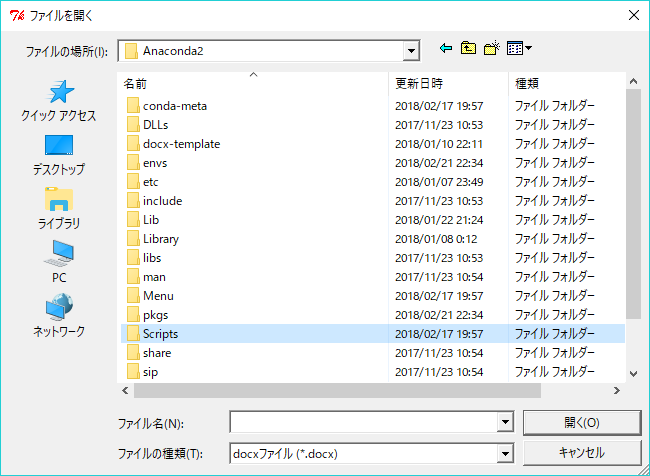 ファイルを開く
ファイルの場所(I): Anaconda2
名前 更新日時 種類
conda-meta 2018/02/17 19:57 ファイル フォルダー
DLLs 2017/11/23 10:53 ファイル フォルダー
docx-template 2018/01/10 22:11 ファイル フォルダー
envs 2018/02/21 22:34 ファイル フォルダー
etc 2018/01/07 23:49 ファイル フォルダー
include 2017/11/23 10:53 ファイル フォルダー
Lib 2018/01/22 21:24 ファイル フォルダー
Library 2018/01/08 0:12 ファイル フォルダー
libs 2017/11/23 10:53 ファイル フォルダー
man 2017/11/23 10:54 ファイル フォルダー
Menu 2018/02/17 19:57 ファイル フォルダー
pkgs 2018/02/21 22:34 ファイル フォルダー
Scripts 2018/02/17 19:57 ファイル フォルダー
share 2017/11/23 10:54 ファイル フォルダー
sip 2017/11/23 10:54 ファイル フォルダー
クイック アクセス
デスクトップ
ライブラリ
PC
ネットワーク
ファイル名(N): 開く(O)
ファイルの種類(T): docxファイル (*.docx) キャンセル